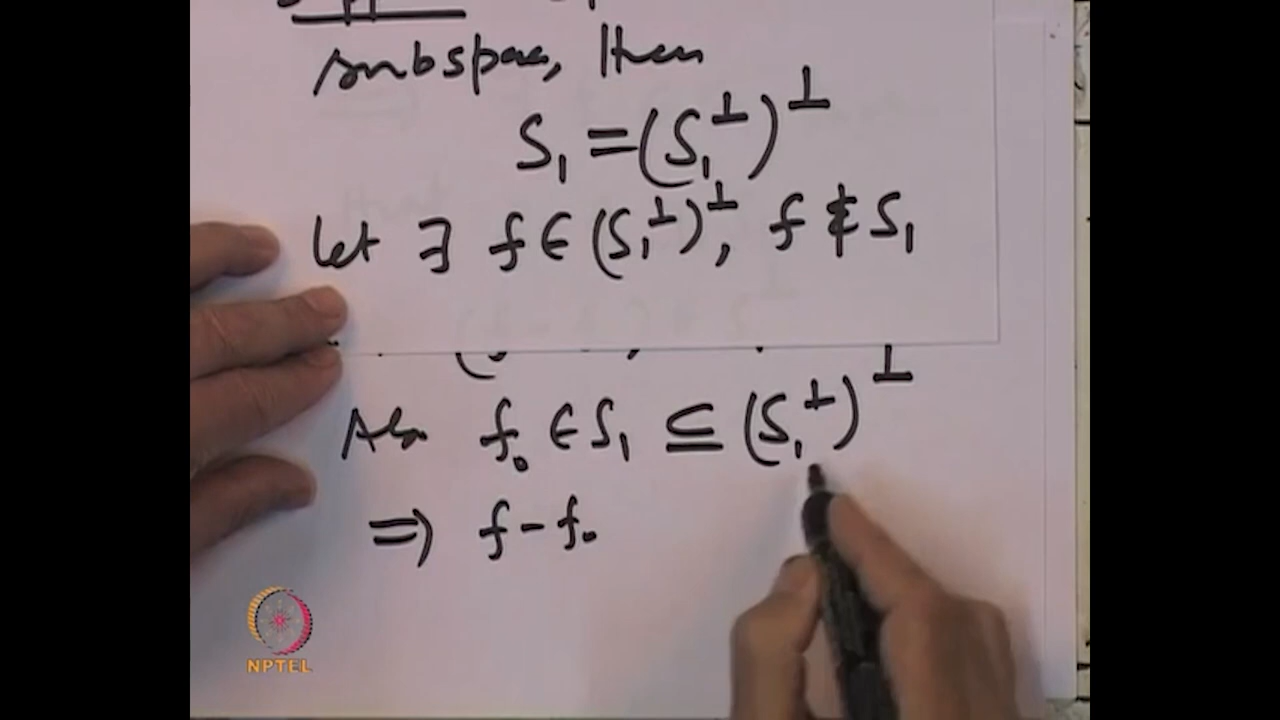 subspace, then
S₁ = (S₁^⊥)^⊥
Let ∃ f ∈ (S₁^⊥)^⊥, f ∉ S₁
Also f₀ ∈ S₁ ⊆ (S₁^⊥)^⊥
⇒ f - f₀
NPTEL